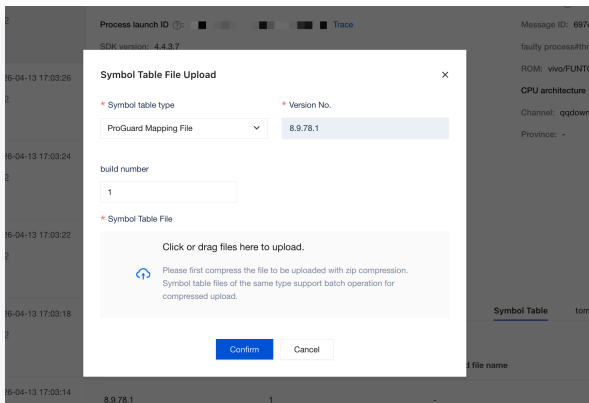 Process launch ID
Trace
Message ID: 697
SDK version: 4.4.3.7
faulty process#thr
26-04-13 17:03:26
ROM: vivo/FUNTO
CPU architecture
Channel: qqdown
Province: -
26-04-13 17:03:24
26-04-13 17:03:22
26-04-13 17:03:18
26-04-13 17:03:14
Symbol Table File Upload
* Symbol table type
* Version No.
ProGuard Mapping File
8.9.78.1
build number
1
* Symbol Table File
Click or drag files here to upload.
Please first compress the file to be uploaded with zip compression.
Symbol table files of the same type support batch operation for
compressed upload.
Confirm
Cancel
Symbol Table
tom
d file name
8.9.78.1
1
-